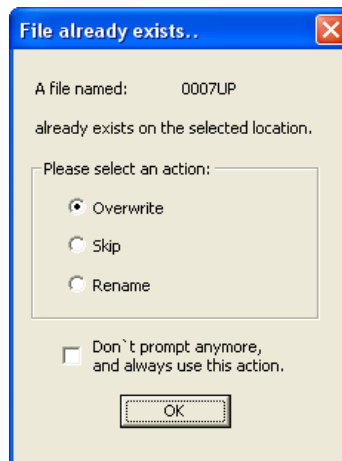 File already exists..
A file named: 0007UP
already exists on the selected location.
Please select an action:
Overwrite
Skip
Rename
Don`t prompt anymore,
and always use this action.
OK